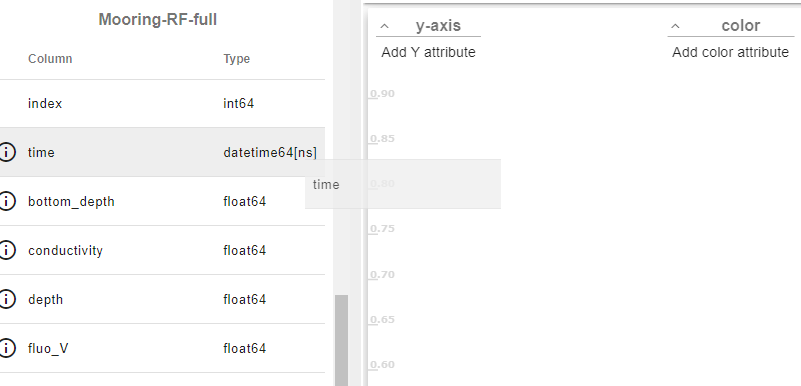 Mooring-RF-full
Column Type
index int64
time datetime64[ns]
bottom_depth float64
conductivity float64
depth float64
fluo_V float64
time
y-axis
Add Y attribute
color
Add color attribute
0.90
0.85
0.80
0.75
0.70
0.65
0.60